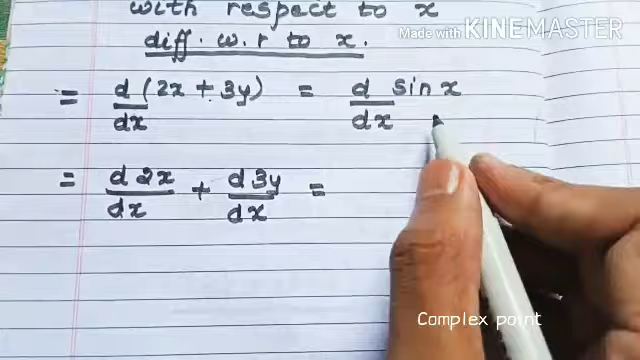 with respect to x
Made with KINEMASTER
diff. w.r to x.
= d/dx (2x + 3y) = d/dx sin x
= d2x/dx + d3y/dx =
Complex point